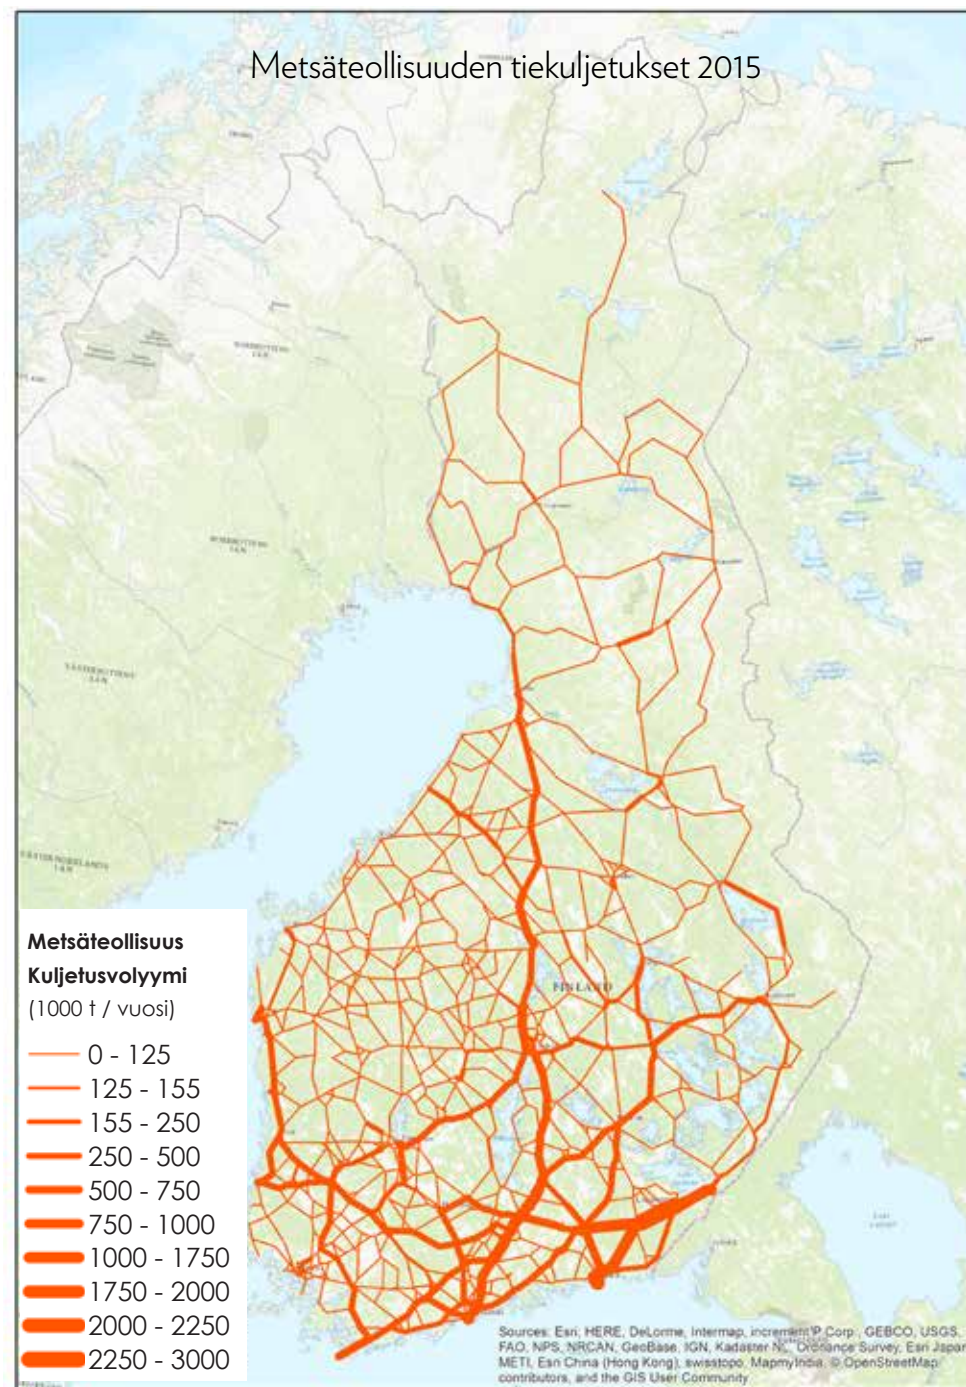 Metsäteollisuuden tiekuljetukset 2015
FINLAND
Metsäteollisuus
Kuljetusvolyymi
(1000 t / vuosi)
0 - 125
125 - 155
155 - 250
250 - 500
500 - 750
750 - 1000
1000 - 1750
1750 - 2000
2000 - 2250
2250 - 3000
Sources: Esri, HERE, DeLorme, Intermap, increment P Corp., GEBCO, USGS,
FAO, NPS, NRCAN, GeoBase, IGN, Kadaster NL, Ordnance Survey, Esri Japan,
METI, Esri China (Hong Kong), swisstopo, MapmyIndia, © OpenStreetMap
contributors, and the GIS User Community